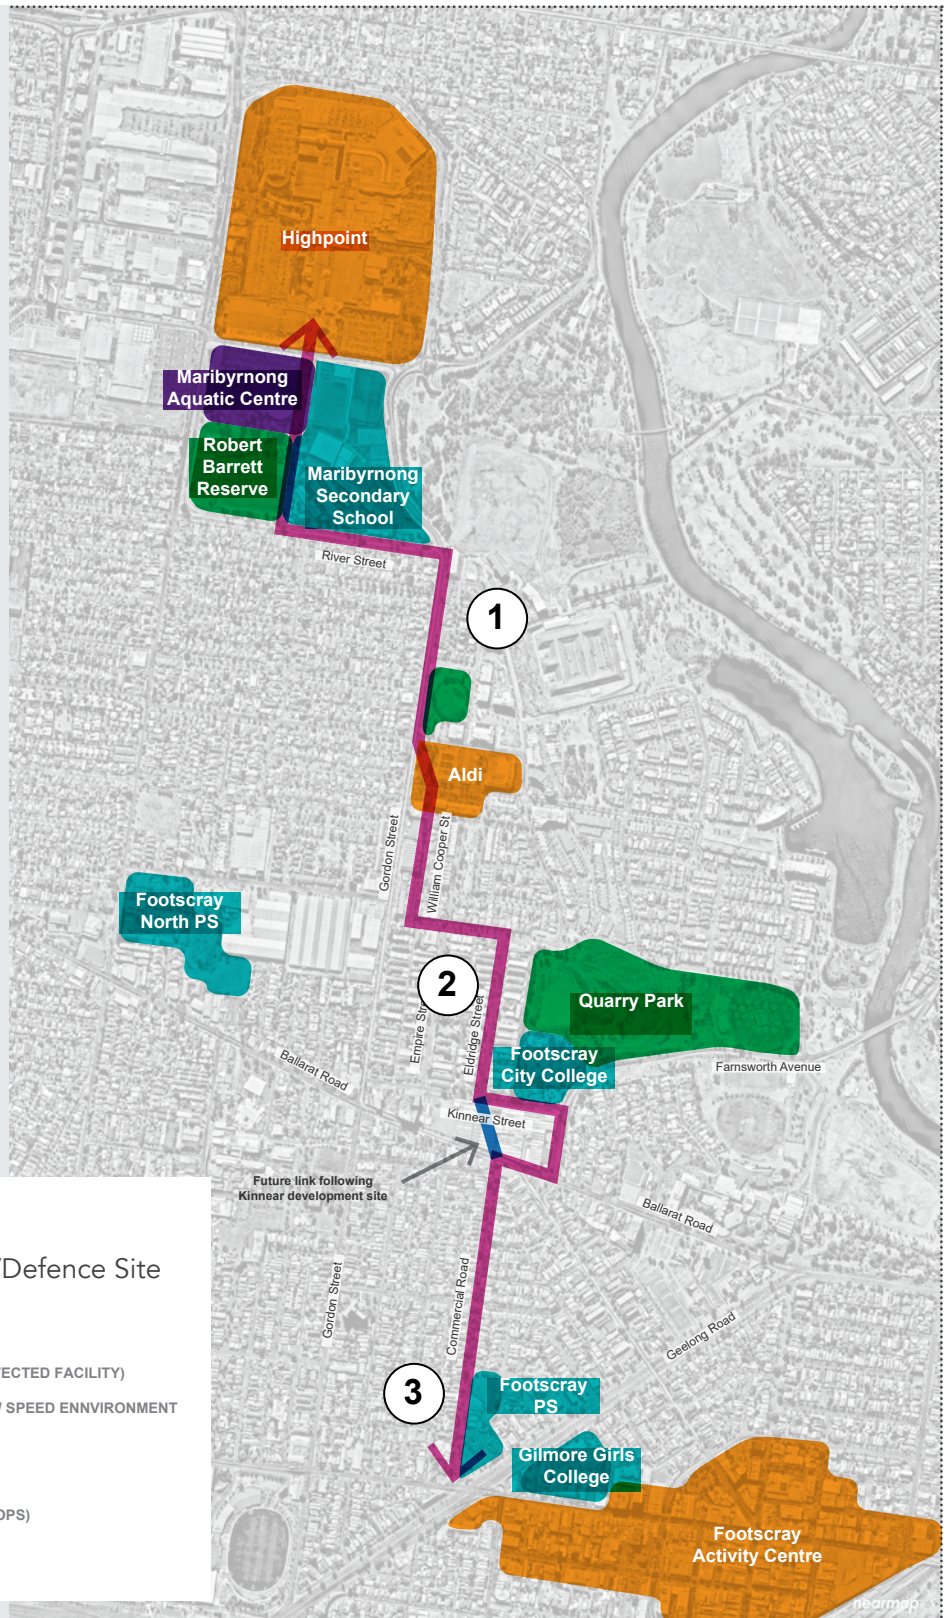 Highpoint
Maribyrnong
Aquatic Centre
Robert
Barrett
Reserve
Maribyrnong
Secondary
School
River Street
1
Aldi
Gordon Street
William Cooper St
Footscray
North PS
2
Quarry Park
Empire Stre
Eldridge Street
Footscray
City College
Farnsworth Avenue
Ballarat Road
Kinnear Street
Future link following
Kinnear development site
Ballarat Road
/Defence Site
Gordon Street
Commercial Road
Geelong Road
TECTED FACILITY)
/ SPEED ENNVIRONMENT
3
Footscray
PS
Gilmore Girls
College
OPS)
Footscray
Activity Centre
nearmap